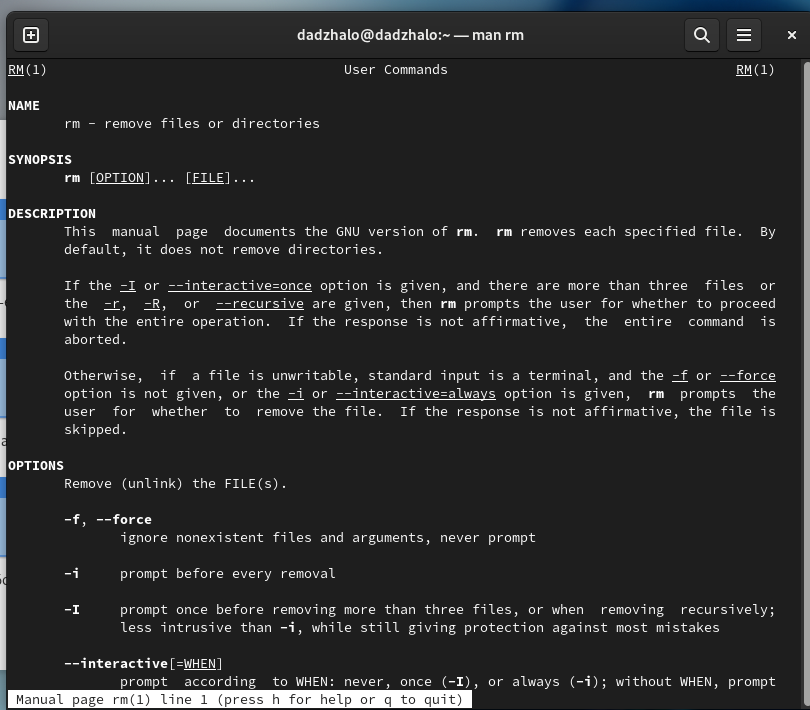 dadzhalo@dadzhalo:~ — man rm
RM(1) User Commands RM(1)
NAME
rm - remove files or directories
SYNOPSIS
rm [OPTION]... [FILE]...
DESCRIPTION
This manual page documents the GNU version of rm. rm removes each specified file. By
default, it does not remove directories.
If the -I or --interactive=once option is given, and there are more than three files or
the -r, -R, or --recursive are given, then rm prompts the user for whether to proceed
with the entire operation. If the response is not affirmative, the entire command is
aborted.
Otherwise, if a file is unwritable, standard input is a terminal, and the -f or --force
option is not given, or the -i or --interactive=always option is given, rm prompts the
user for whether to remove the file. If the response is not affirmative, the file is
skipped.
OPTIONS
Remove (unlink) the FILE(s).
-f, --force
ignore nonexistent files and arguments, never prompt
-i prompt before every removal
-I prompt once before removing more than three files, or when removing recursively;
less intrusive than -i, while still giving protection against most mistakes
--interactive[=WHEN]
prompt according to WHEN: never, once (-I), or always (-i); without WHEN, prompt
Manual page rm(1) line 1 (press h for help or q to quit)